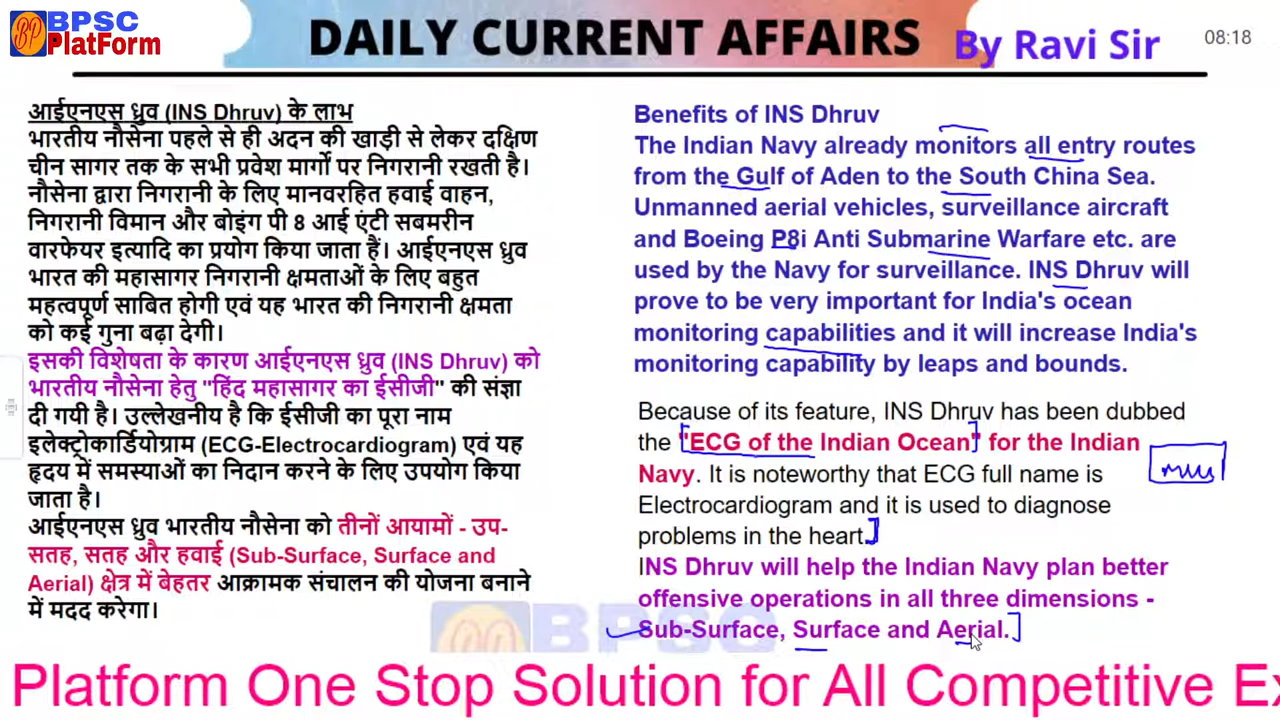 BPSC
PlatForm
DAILY CURRENT AFFAIRS
By Ravi Sir
08:18
आईएनएस ध्रुव (INS Dhruv) के लाभ
भारतीय नौसेना पहले से ही अदन की खाड़ी से लेकर दक्षिण
चीन सागर तक के सभी प्रवेश मार्गों पर निगरानी रखती है।
नौसेना द्वारा निगरानी के लिए मानवरहित हवाई वाहन,
निगरानी विमान और बोइंग पी 8 आई एंटी सबमरीन
वारफेयर इत्यादि का प्रयोग किया जाता हैं। आईएनएस ध्रुव
भारत की महासागर निगरानी क्षमताओं के लिए बहुत
महत्वपूर्ण साबित होगी एवं यह भारत की निगरानी क्षमता
को कई गुना बढ़ा देगी।
इसकी विशेषता के कारण आईएनएस ध्रुव (INS Dhruv) को
भारतीय नौसेना हेतु "हिंद महासागर का ईसीजी" की संज्ञा
दी गयी है। उल्लेखनीय है कि ईसीजी का पूरा नाम
इलेक्ट्रोकार्डियोग्राम (ECG-Electrocardiogram) एवं यह
हृदय में समस्याओं का निदान करने के लिए उपयोग किया
जाता है।
आईएनएस ध्रुव भारतीय नौसेना को तीनों आयामों - उप-
सतह, सतह और हवाई (Sub-Surface, Surface and
Aerial) क्षेत्र में बेहतर आक्रामक संचालन की योजना बनाने
में मदद करेगा।
Benefits of INS Dhruv
The Indian Navy already monitors all entry routes
from the Gulf of Aden to the South China Sea.
Unmanned aerial vehicles, surveillance aircraft
and Boeing P8i Anti Submarine Warfare etc. are
used by the Navy for surveillance. INS Dhruv will
prove to be very important for India's ocean
monitoring capabilities and it will increase India's
monitoring capability by leaps and bounds.
Because of its feature, INS Dhruv has been dubbed
the "ECG of the Indian Ocean" for the Indian
Navy. It is noteworthy that ECG full name is
Electrocardiogram and it is used to diagnose
problems in the heart.
INS Dhruv will help the Indian Navy plan better
offensive operations in all three dimensions -
Sub-Surface, Surface and Aerial.
BPSC
Platform One Stop Solution for All Competitive Ex